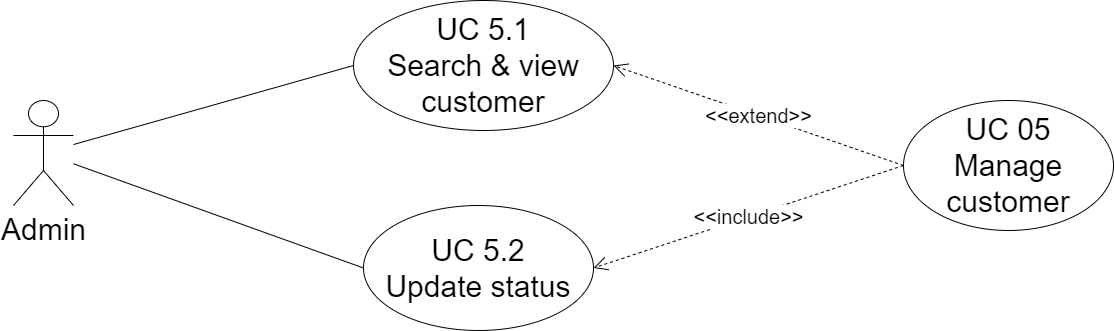 UC 5.1
Search & view
customer
<<extend>>
UC 05
Manage
customer
Admin
<<include>>
UC 5.2
Update status